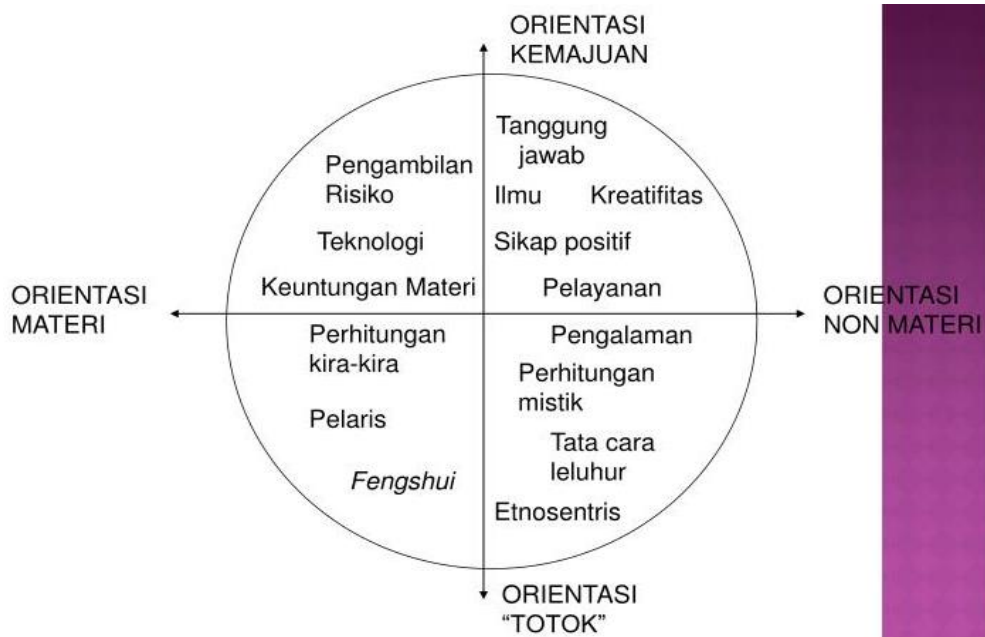 ORIENTASI
KEMAJUAN
Tanggung
jawab
Pengambilan
Risiko
Ilmu
Kreatifitas
Teknologi
Sikap positif
Keuntungan Materi
Pelayanan
ORIENTASI
MATERI
ORIENTASI
NON MATERI
Perhitungan
kira-kira
Pengalaman
Perhitungan
mistik
Pelaris
Tata cara
leluhur
Fengshui
Etnosentris
ORIENTASI
“TOTOK”